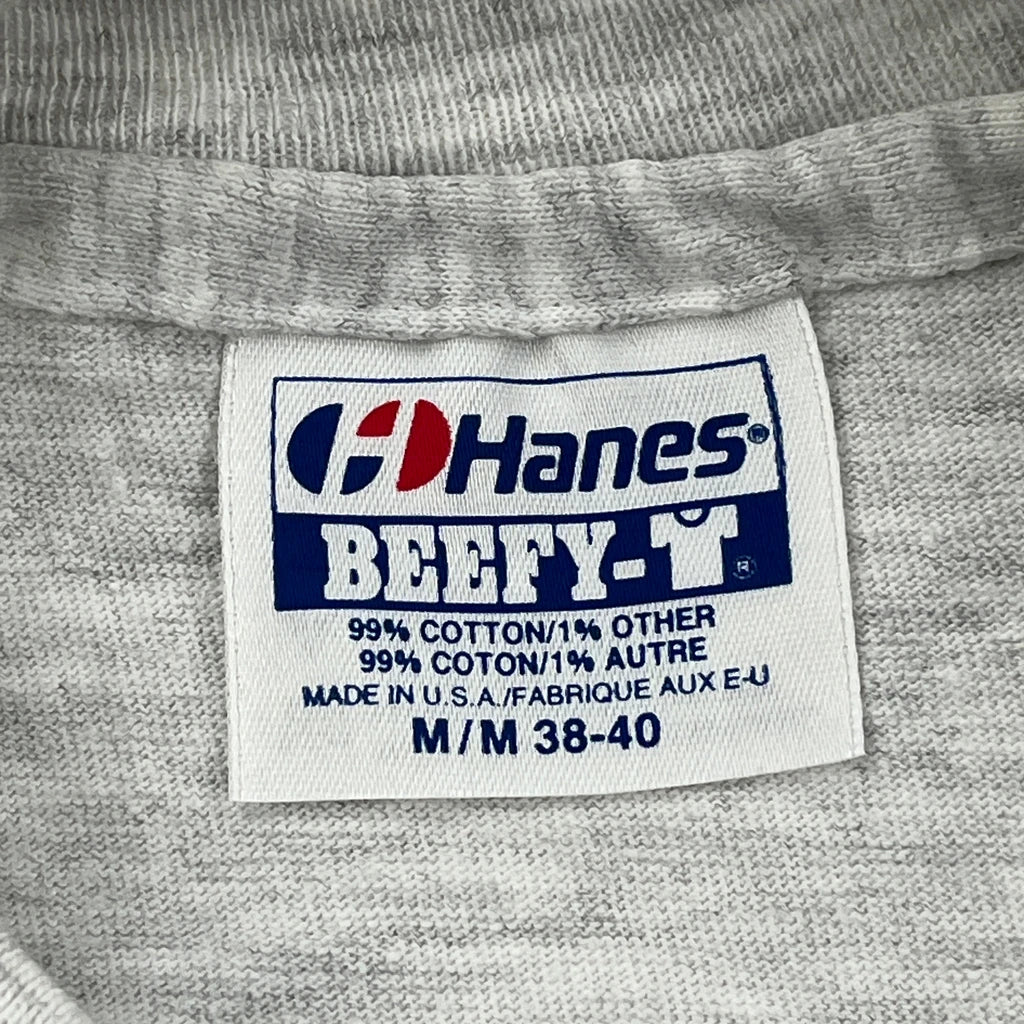 Hanes®
BEEFY-T®
99% COTTON/1% OTHER
99% COTON/1% AUTRE
MADE IN U.S.A./FABRIQUE AUX E-U
M/M 38-40